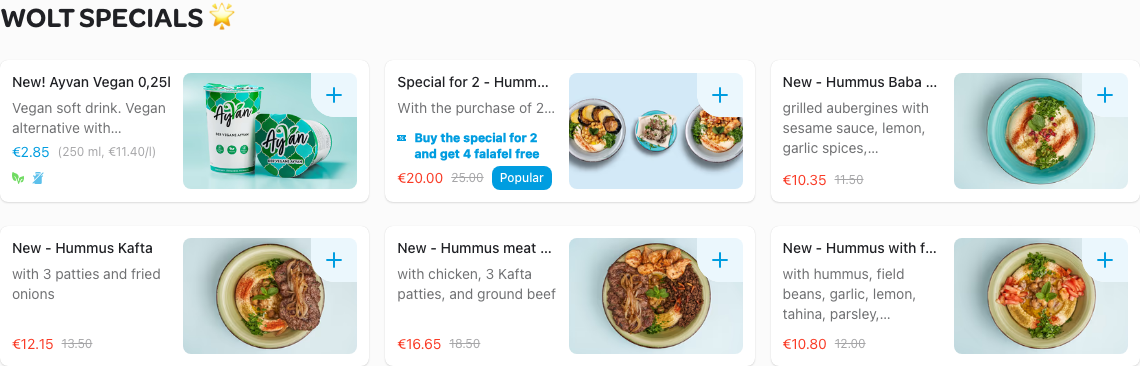 WOLT SPECIALS 🌟
New! Ayvan Vegan 0,25l
Vegan soft drink. Vegan
alternative with...
€2.85 (250 ml, €11.40/l)
Ayvan
Ayvan
Special for 2 - Humm...
With the purchase of 2...
Buy the special for 2
and get 4 falafel free
€20.00 25.00 Popular
New - Hummus Baba ...
grilled aubergines with
sesame sauce, lemon,
garlic spices,...
€10.35 11.50
New - Hummus Kafta
with 3 patties and fried
onions
€12.15 13.50
New - Hummus meat ...
with chicken, 3 Kafta
patties, and ground beef
€16.65 18.50
New - Hummus with f...
with hummus, field
beans, garlic, lemon,
tahina, parsley,...
€10.80 12.00